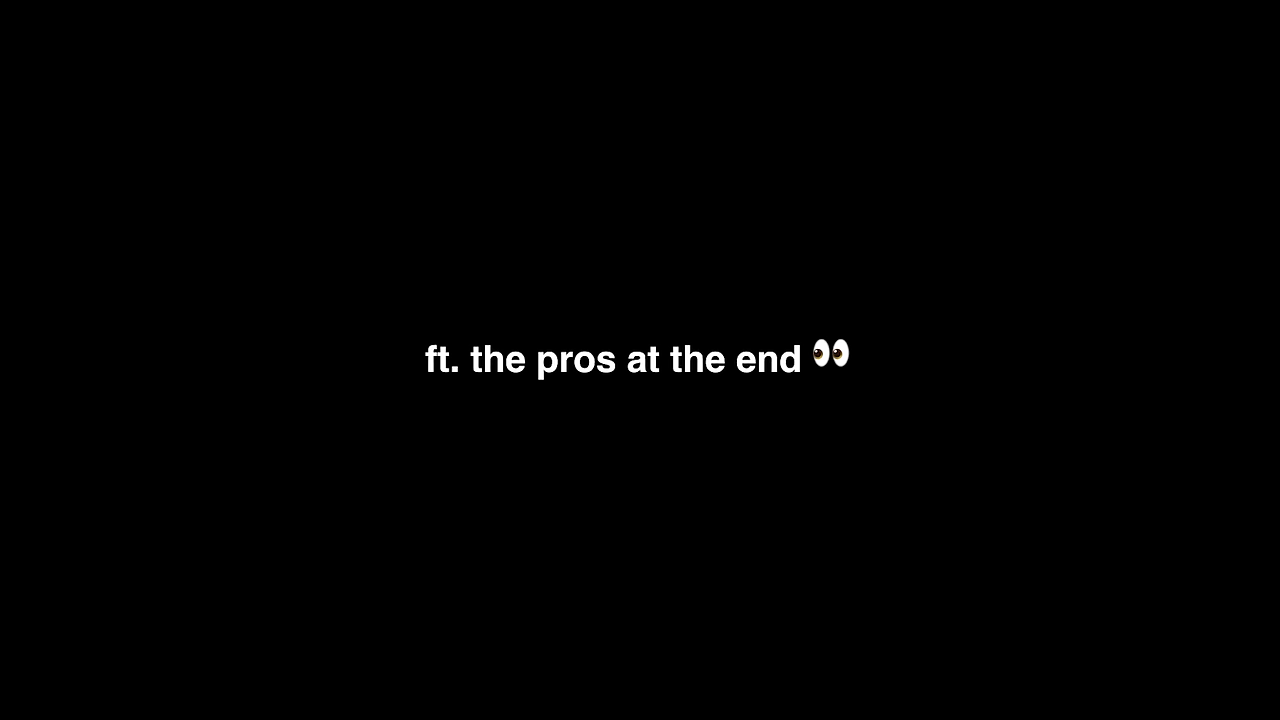 ft. the pros at the end 👀